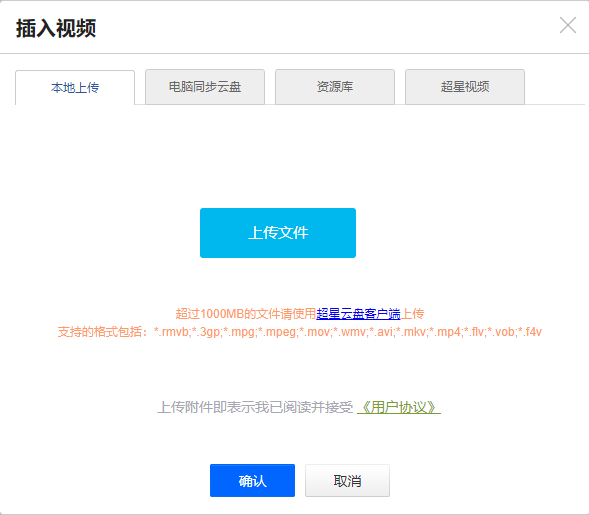 插入视频
本地上传 电脑同步云盘 资源库 超星视频
上传文件
超过1000MB的文件请使用超星云盘客户端上传
支持的格式包括：*.rmvb;*.3gp;*.mpg;*.mpeg;*.mov;*.wmv;*.avi;*.mkv;*.mp4;*.flv;*.vob;*.f4v
上传附件即表示我已阅读并接受 《用户协议》
确认 取消